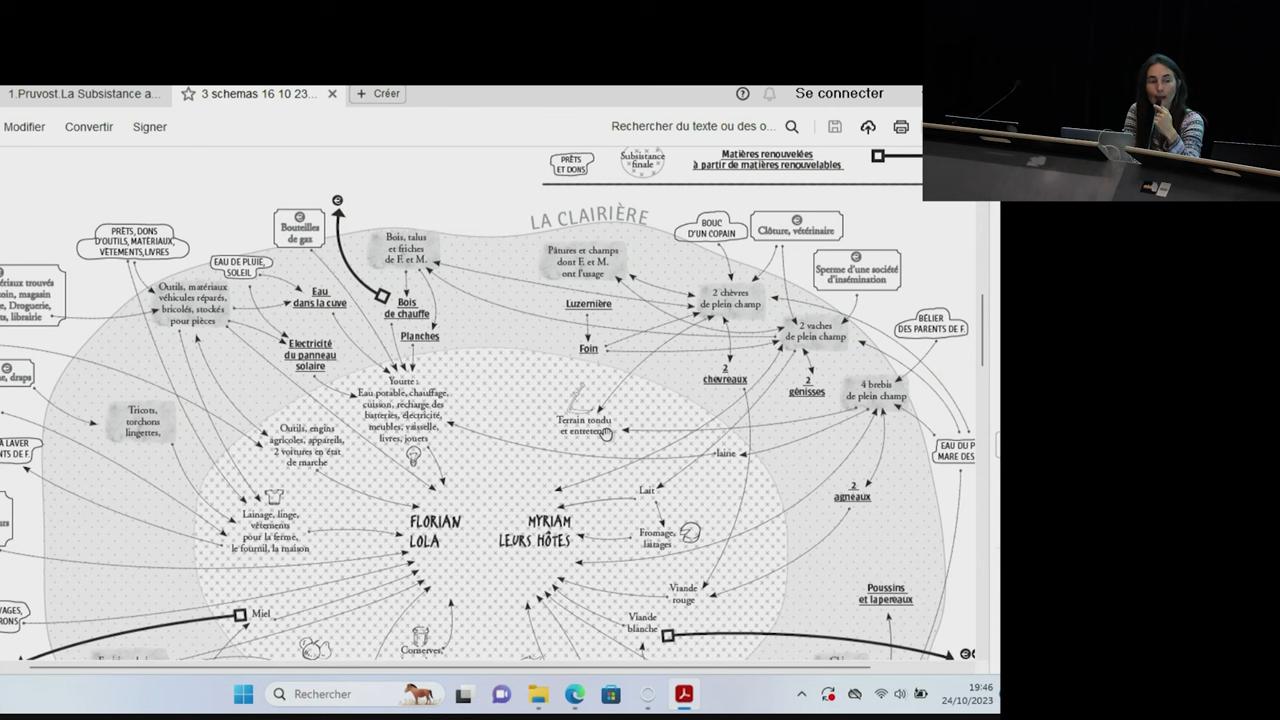 1.Pruvost.La Subsistance a...
3 schemas 16 10 23...
Créer
Se connecter
Modifier
Convertir
Signer
Rechercher du texte ou des o...
PRÊTS
ET DONS
Subsistance
finale
Matières renouvelées
à partir de matières renouvelables
LA CLAIRIÈRE
PRÊTS, DONS
D'OUTILS, MATÉRIAUX,
VÊTEMENTS, LIVRES
Bouteilles
de gaz
Bois, talus
et friches
de F. et M.
Pâtures et champs
dont F. et M.
ont l'usage
BOUC
D'UN COPAIN
Clôture, vétérinaire
Sperme d'une société
d'insémination
EAU DE PLUIE,
SOLEIL
Outils, matériaux
véhicules réparés,
bricolés, stockés
pour pièces
Eau
dans la cuve
Bois
de chauffe
Planches
Luzernière
Foin
2 chèvres
de plein champ
2 vaches
de plein champ
BÉLIER
DES PARENTS DE F.
Electricité
du panneau
solaire
2
chevreaux
2
génisses
4 brebis
de plein champ
Yourte :
Eau potable, chauffage,
cuisson, recharge des
batteries, électricité,
meubles, vaisselle,
livres, jouets
Tricots,
torchons
lingettes,
Outils, engins
agricoles, appareils,
2 voitures en état
de marche
Terrain tondu
et entretenu
laine
2
agneaux
Lait
Fromage,
laitages
Lainage, linge,
vêtements
pour la ferme,
le fournil, la maison
FLORIAN
LOLA
MYRIAM
LEURS HÔTES
Viande
rouge
Viande
blanche
Poussins
et lapereaux
Miel
Conserves,
Rechercher
19:46
24/10/2023